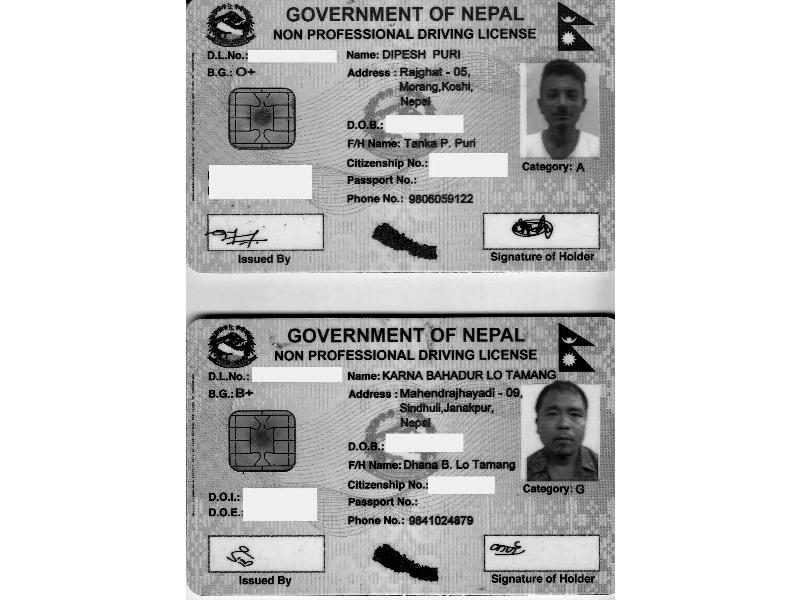 GOVERNMENT OF NEPAL
NON PROFESSIONAL DRIVING LICENSE
D.L.No.:
Name: DIPESH PURI
B.G.: O+
Address : Rajghat - 05,
Morang,Koshi,
Nepal
D.O.B.:
F/H Name: Tanka P. Puri
Citizenship No.:
Category: A
Passport No.:
Phone No.: 9806059122
Issued By
Signature of Holder
GOVERNMENT OF NEPAL
NON PROFESSIONAL DRIVING LICENSE
D.L.No.:
Name: KARNA BAHADUR LO TAMANG
B.G.: B+
Address : Mahendrajhayadi - 09,
Sindhuli,Janakpur,
Nepal
D.O.B.:
F/H Name: Dhana B. Lo Tamang
Citizenship No.:
Category: G
D.O.I.:
Passport No.:
D.O.E.:
Phone No.: 9841024879
Issued By
Signature of Holder